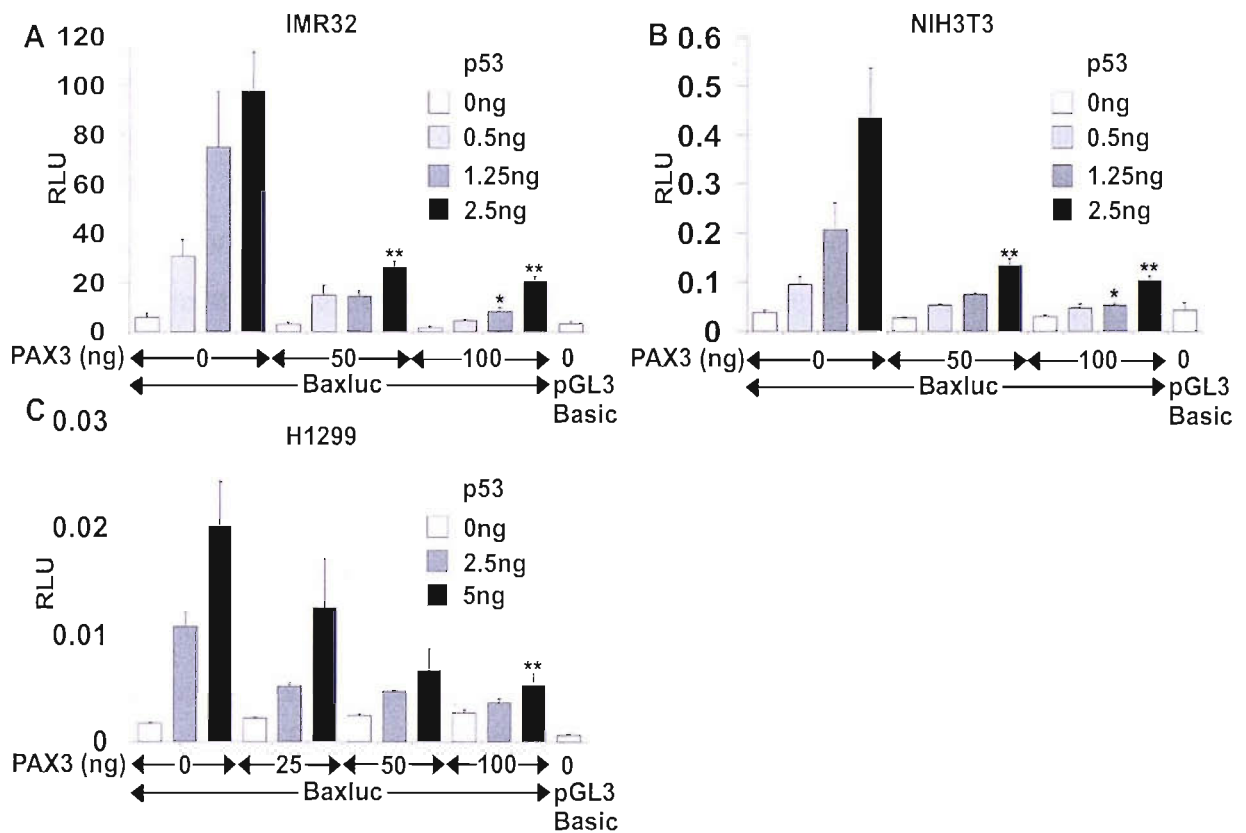 A
IMR32
120
100
80
60
40
20
0
RLU
p53
0ng
0.5ng
1.25ng
2.5ng
**
*
**
PAX3 (ng)
0
50
100
0
Baxluc
pGL3
Basic
B
NIH3T3
0.6
0.5
0.4
0.3
0.2
0.1
0
RLU
p53
0ng
0.5ng
1.25ng
2.5ng
**
*
**
PAX3 (ng)
0
50
100
0
Baxluc
pGL3
Basic
C
H1299
0.03
0.02
0.01
0
RLU
p53
0ng
2.5ng
5ng
**
PAX3 (ng)
0
25
50
100
0
Baxluc
pGL3
Basic